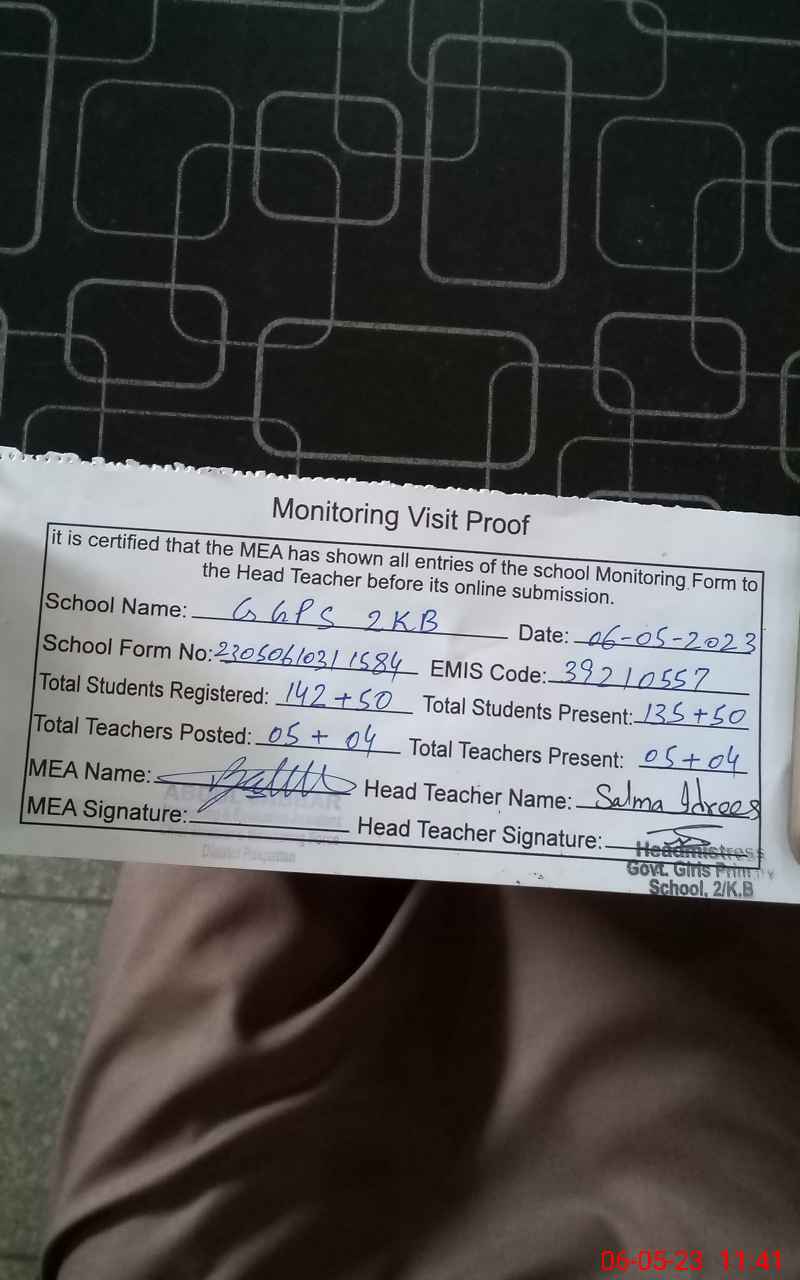 Monitoring Visit Proof
it is certified that the MEA has shown all entries of the school Monitoring Form to
the Head Teacher before its online submission.
School Name: GGPS 2KB Date: 06-05-2023
School Form No: 23050610311584 EMIS Code: 39210557
Total Students Registered: 142+50 Total Students Present: 135+50
Total Teachers Posted: 05+04 Total Teachers Present: 05+04
MEA Name: Head Teacher Name: Salma Idrees
MEA Signature: Head Teacher Signature:
Headmistress
Govt. Girls Primary
School, 2/K.B
06-05-23 11:41